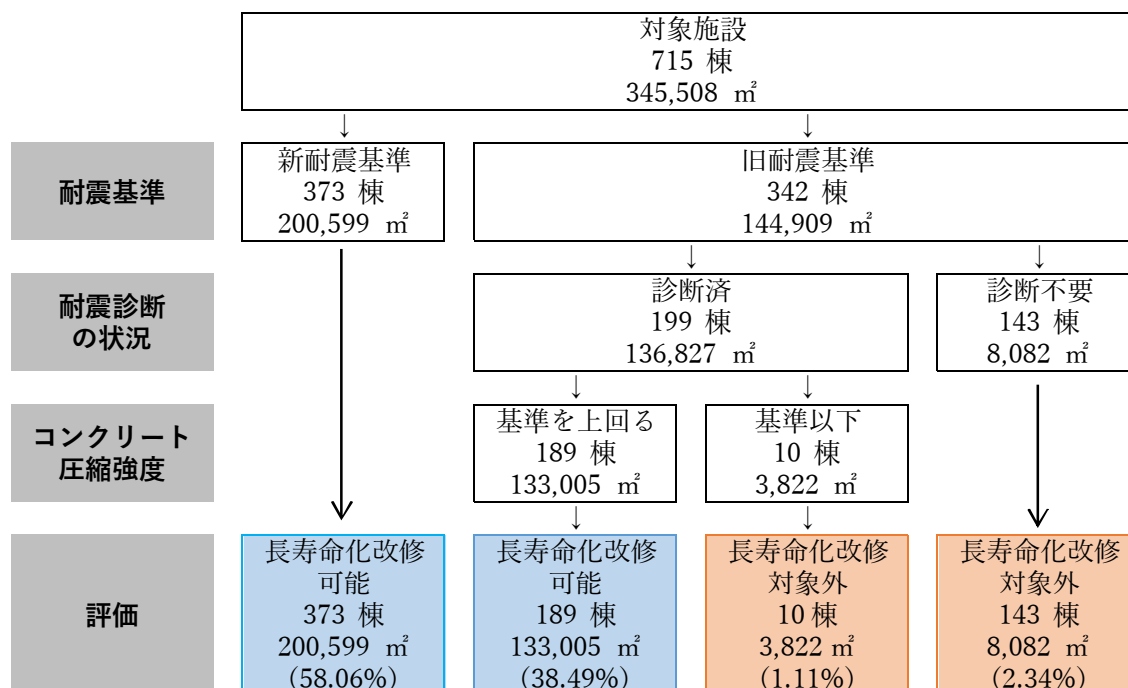 対象施設
715 棟
345,508 ㎡
↓ ↓
耐震基準
新耐震基準
373 棟
200,599 ㎡
旧耐震基準
342 棟
144,909 ㎡
↓ ↓
耐震診断
の状況
診断済
199 棟
136,827 ㎡
診断不要
143 棟
8,082 ㎡
↓ ↓
コンクリート
圧縮強度
基準を上回る
189 棟
133,005 ㎡
基準以下
10 棟
3,822 ㎡
↓ ↓
評価
長寿命化改修
可能
373 棟
200,599 ㎡
(58.06%)
長寿命化改修
可能
189 棟
133,005 ㎡
(38.49%)
長寿命化改修
対象外
10棟
3,822㎡
(1.11%)
長寿命化改修
対象外
143 棟
8,082 ㎡
(2.34%)